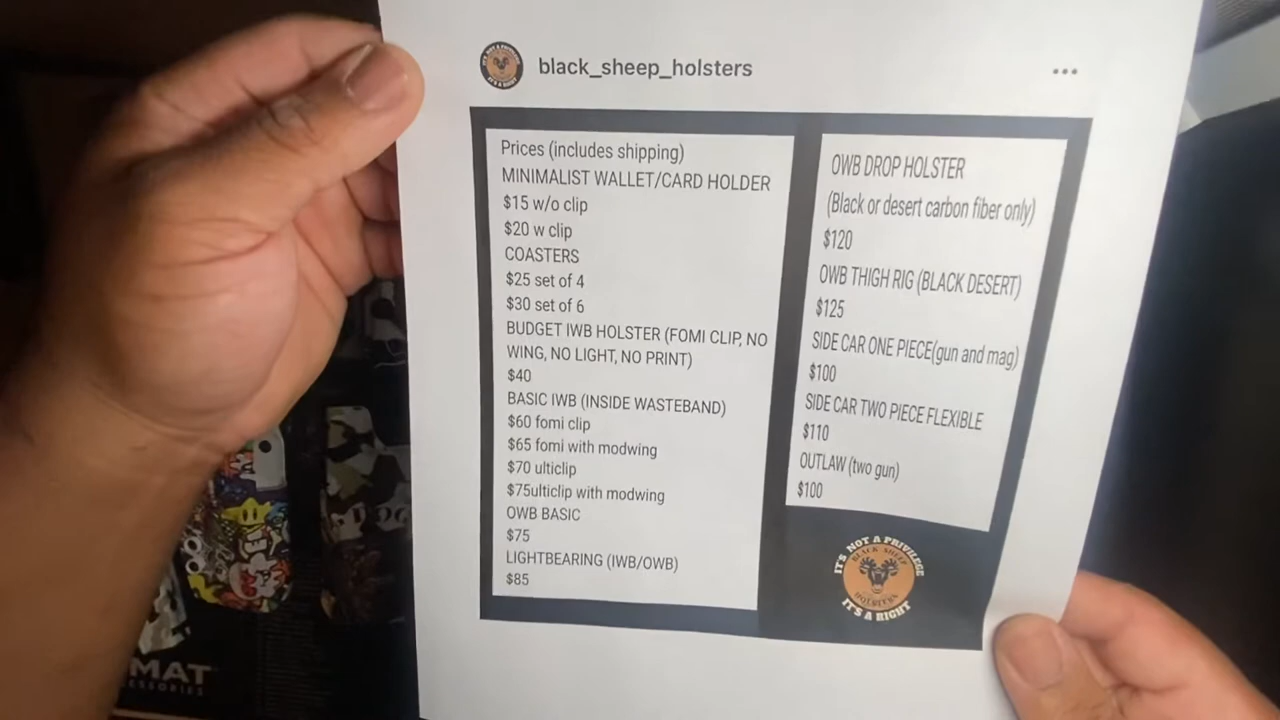 black_sheep_holsters
Prices (includes shipping)
MINIMALIST WALLET/CARD HOLDER
$15 w/o clip
$20 w clip
COASTERS
$25 set of 4
$30 set of 6
BUDGET IWB HOLSTER (FOMI CLIP, NO
WING, NO LIGHT, NO PRINT)
$40
BASIC IWB (INSIDE WASTEBAND)
$60 fomi clip
$65 fomi with modwing
$70 ulticlip
$75ulticlip with modwing
OWB BASIC
$75
LIGHTBEARING (IWB/OWB)
$85
OWB DROP HOLSTER
(Black or desert carbon fiber only)
$120
OWB THIGH RIG (BLACK DESERT)
$125
SIDE CAR ONE PIECE(gun and mag)
$100
SIDE CAR TWO PIECE FLEXIBLE
$110
OUTLAW (two gun)
$100
IT'S NOT A PRIVILEGE
BLACK SHEEP
HOLSTERS
IT'S A RIGHT
MAT